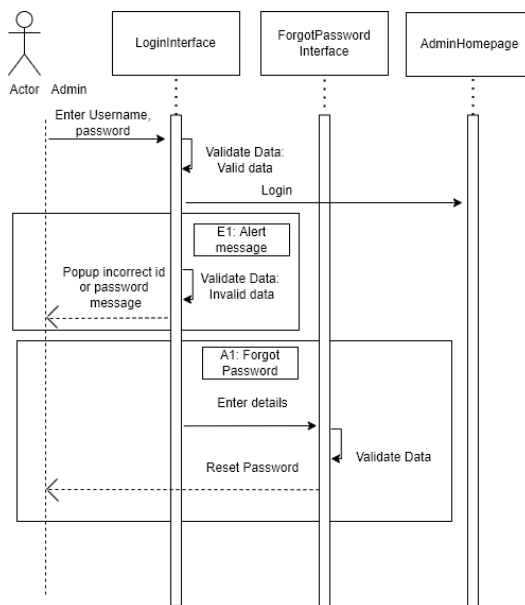 LoginInterface
ForgotPassword
Interface
AdminHomepage
Actor Admin
Enter Username,
password
Validate Data:
Valid data
Login
E1: Alert
message
Popup incorrect id
or password
message
Validate Data:
Invalid data
A1: Forgot
Password
Enter details
Validate Data
Reset Password